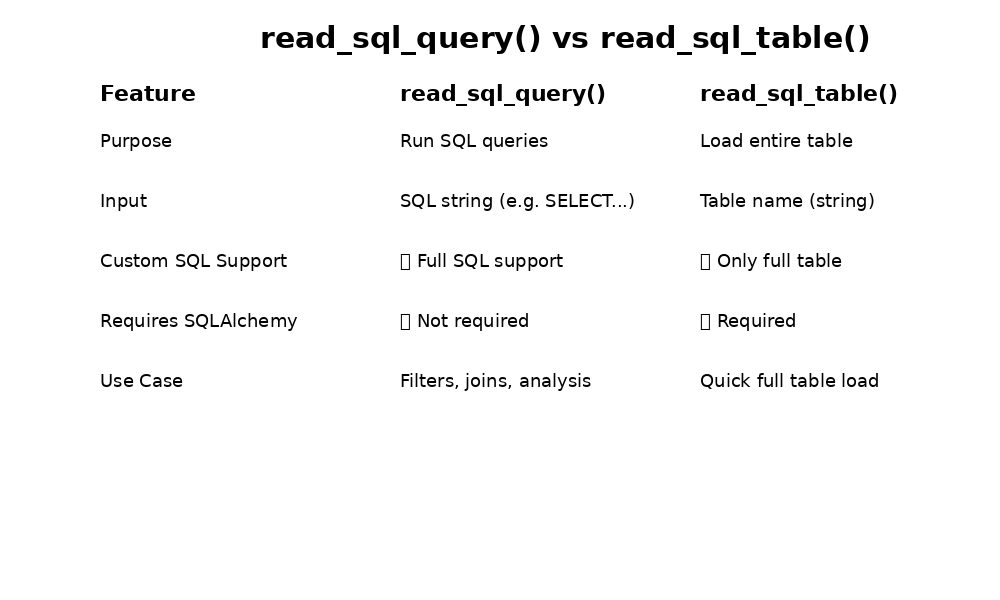 read_sql_query() vs read_sql_table()
Feature read_sql_query() read_sql_table()
Purpose Run SQL queries Load entire table
Input SQL string (e.g. SELECT...) Table name (string)
Custom SQL Support ▯ Full SQL support ▯ Only full table
Requires SQLAlchemy ▯ Not required ▯ Required
Use Case Filters, joins, analysis Quick full table load